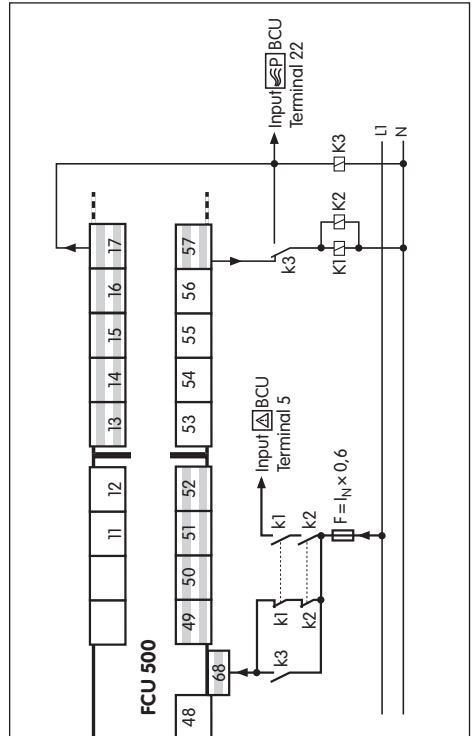 Input P BCU
Terminal 22
L1
N
K3
K2
K1
k3
17
16
15
14
13
12
11
57
56
55
54
53
52
51
50
49
68
48
FCU 500
Input BCU
Terminal 5
k1
k2
F = IN × 0,6
k1
k2
k3